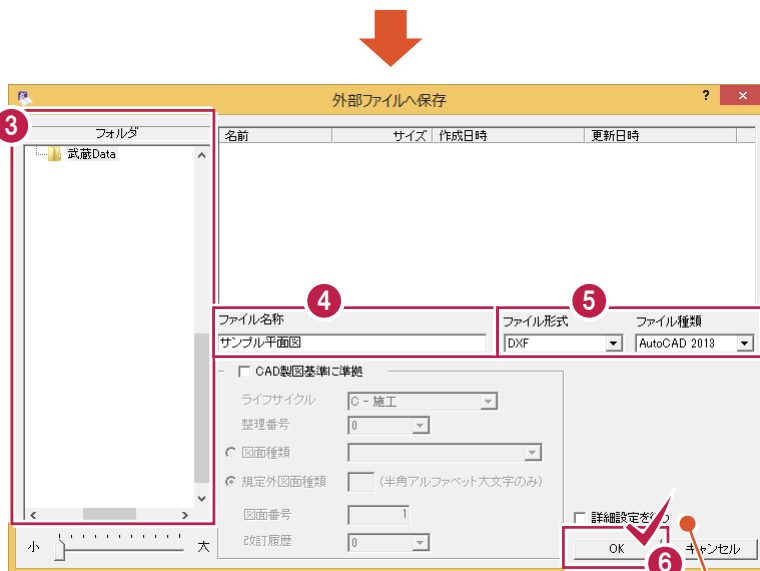 外部ファイルへ保存
?
×
3
フォルダ
名前
サイズ
作成日時
更新日時
武蔵Data
4
5
ファイル名称
ファイル形式
ファイル種類
サンプル平面図
DXF
AutoCAD 2013
CAD製図基準に準拠
ライフサイクル
C - 施工
整理番号
0
図面種類
規定外図面種類
(半角アルファベット大文字のみ)
図面番号
1
改訂履歴
0
詳細設定を行う
小
大
OK
キャンセル
6